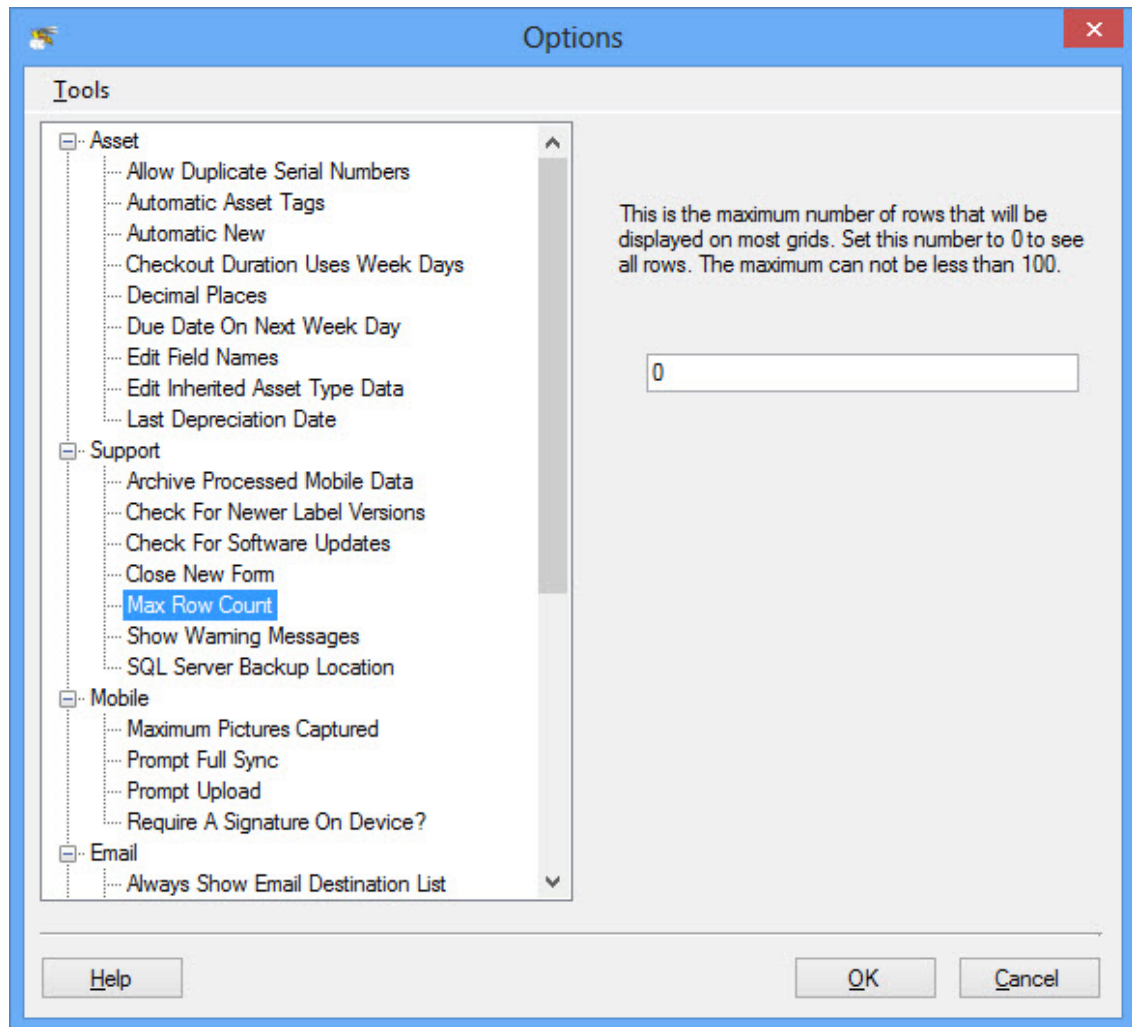 Options
Tools
Asset
Allow Duplicate Serial Numbers
Automatic Asset Tags
Automatic New
Checkout Duration Uses Week Days
Decimal Places
Due Date On Next Week Day
Edit Field Names
Edit Inherited Asset Type Data
Last Depreciation Date
Support
Archive Processed Mobile Data
Check For Newer Label Versions
Check For Software Updates
Close New Form
Max Row Count
Show Warning Messages
SQL Server Backup Location
Mobile
Maximum Pictures Captured
Prompt Full Sync
Prompt Upload
Require A Signature On Device?
Email
Always Show Email Destination List
This is the maximum number of rows that will be
displayed on most grids. Set this number to 0 to see
all rows. The maximum can not be less than 100.
0
Help
OK
Cancel